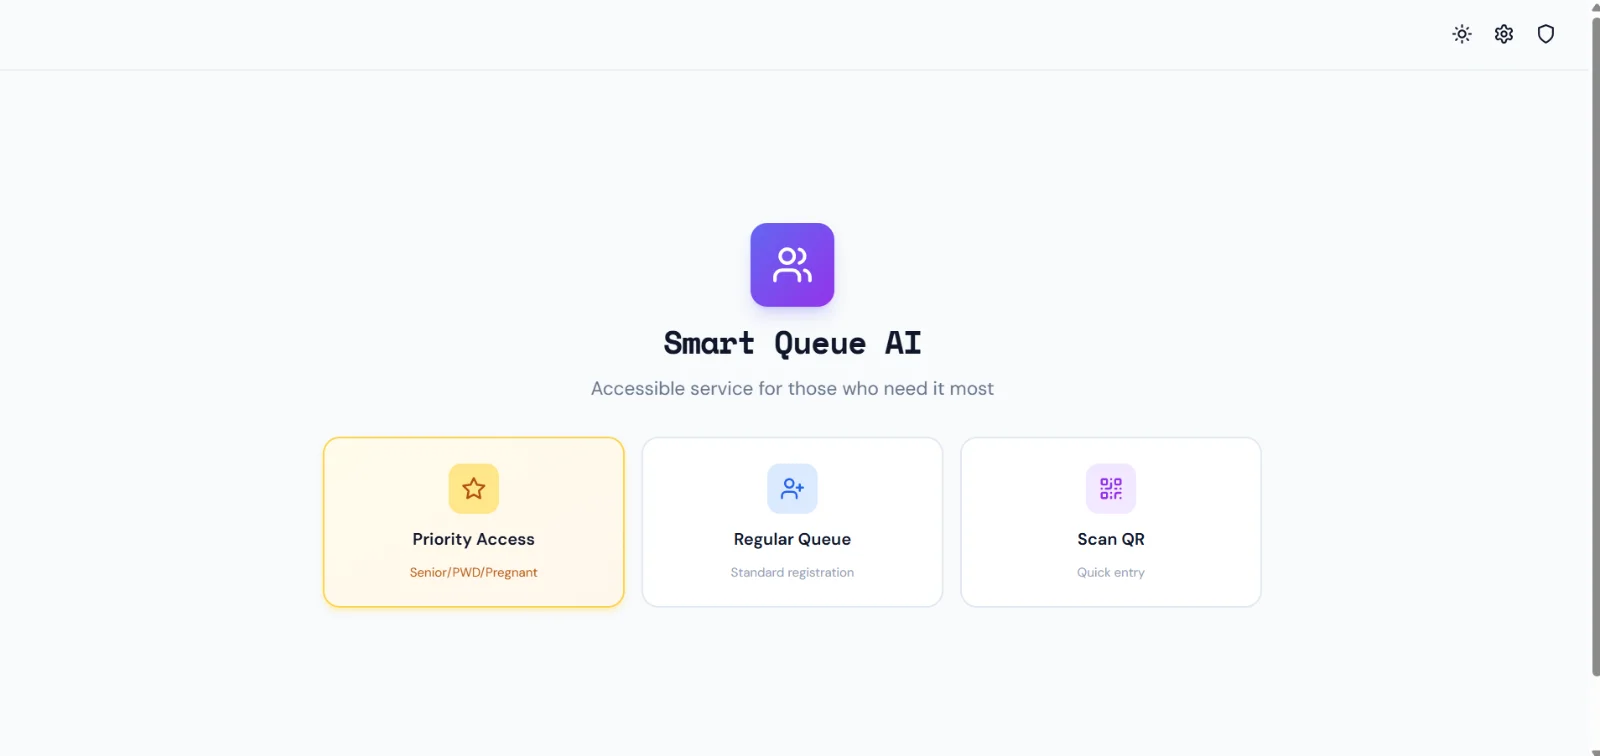 Smart Queue AI
Accessible service for those who need it most
Priority Access
Senior/PWD/Pregnant
Regular Queue
Standard registration
Scan QR
Quick entry